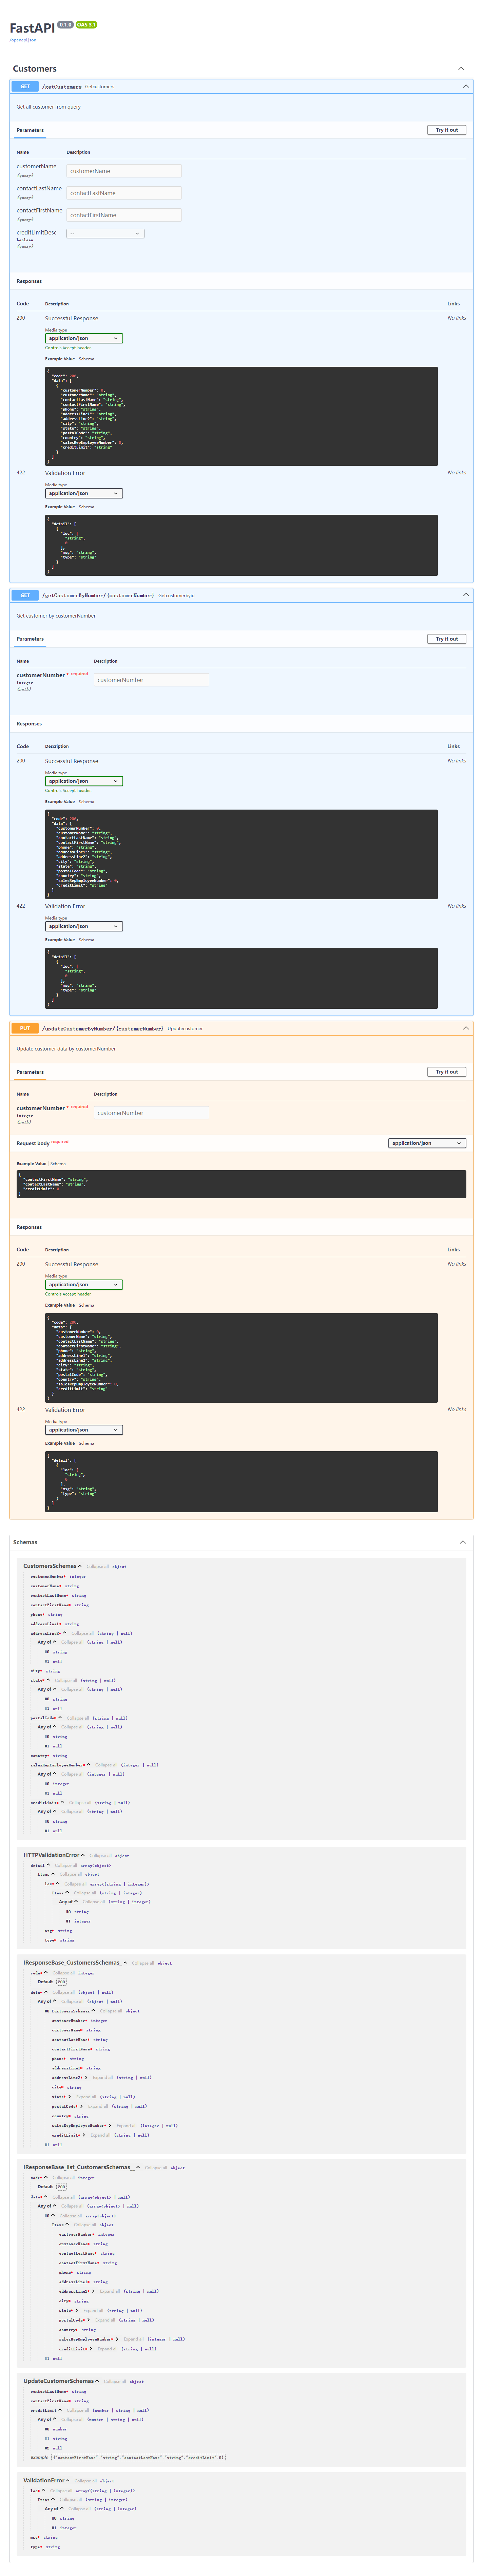 FastAPI 0.1.0 OAS 3.1
/openapi.json
Customers
GET /getCustomers Getcustomers
Get all customer from query
Parameters Try it out
Name Description
customerName
(query)
customerName
contactLastName
(query)
contactLastName
contactFirstName
(query)
contactFirstName
creditLimitDesc
boolean
(query)
--
Responses
Code Description Links
200 Successful Response No links
Media type
application/json
Controls Accept header.
Example Value Schema
{
"code": 200,
"data": [
{
"customerNumber": 0,
"customerName": "string",
"contactLastName": "string",
"contactFirstName": "string",
"phone": "string",
"addressLine1": "string",
"addressLine2": "string",
"city": "string",
"state": "string",
"postalCode": "string",
"country": "string",
"salesRepEmployeeNumber": 0,
"creditLimit": "string"
}
]
}
422 Validation Error No links
Media type
application/json
Example Value Schema
{
"detail": [
{
"loc": [
"string",
0
],
"msg": "string",
"type": "string"
}
]
}
GET /getCustomerByNumber/{customerNumber} Getcustomerbyid
Get customer by customerNumber
Parameters Try it out
Name Description
customerNumber * required
integer
(path)
customerNumber
Responses
Code Description Links
200 Successful Response No links
Media type
application/json
Controls Accept header.
Example Value Schema
{
"code": 200,
"data": {
"customerNumber": 0,
"customerName": "string",
"contactLastName": "string",
"contactFirstName": "string",
"phone": "string",
"addressLine1": "string",
"addressLine2": "string",
"city": "string",
"state": "string",
"postalCode": "string",
"country": "string",
"salesRepEmployeeNumber": 0,
"creditLimit": "string"
}
}
422 Validation Error No links
Media type
application/json
Example Value Schema
{
"detail": [
{
"loc": [
"string",
0
],
"msg": "string",
"type": "string"
}
]
}
PUT /updateCustomerByNumber/{customerNumber} Updatecustomer
Update customer data by customerNumber
Parameters Try it out
Name Description
customerNumber * required
integer
(path)
customerNumber
Request body required application/json
Example Value Schema
{
"contactFirstName": "string",
"contactLastName": "string",
"creditLimit": 0
}
Responses
Code Description Links
200 Successful Response No links
Media type
application/json
Controls Accept header.
Example Value Schema
{
"code": 200,
"data": {
"customerNumber": 0,
"customerName": "string",
"contactLastName": "string",
"contactFirstName": "string",
"phone": "string",
"addressLine1": "string",
"addressLine2": "string",
"city": "string",
"state": "string",
"postalCode": "string",
"country": "string",
"salesRepEmployeeNumber": 0,
"creditLimit": "string"
}
}
422 Validation Error No links
Media type
application/json
Example Value Schema
{
"detail": [
{
"loc": [
"string",
0
],
"msg": "string",
"type": "string"
}
]
}
Schemas
CustomersSchemas Collapse all object
customerNumber* integer
customerName* string
contactLastName* string
contactFirstName* string
phone* string
addressLine1* string
addressLine2* Collapse all (string | null)
Any of Collapse all (string | null)
#0 string
#1 null
city* string
state* Collapse all (string | null)
Any of Collapse all (string | null)
#0 string
#1 null
postalCode* Collapse all (string | null)
Any of Collapse all (string | null)
#0 string
#1 null
country* string
salesRepEmployeeNumber* Collapse all (integer | null)
Any of Collapse all (integer | null)
#0 integer
#1 null
creditLimit* Collapse all (string | null)
Any of Collapse all (string | null)
#0 string
#1 null
HTTPValidationError Collapse all object
detail Collapse all array<object>
Items Collapse all object
loc* Collapse all array<(string | integer)>
Items Collapse all (string | integer)
Any of Collapse all (string | integer)
#0 string
#1 integer
msg* string
type* string
IResponseBase_CustomersSchemas_ Collapse all object
code* Collapse all integer
Default 200
data* Collapse all (object | null)
Any of Collapse all (object | null)
#0 CustomersSchemas Collapse all object
customerNumber* integer
customerName* string
contactLastName* string
contactFirstName* string
phone* string
addressLine1* string
addressLine2* Expand all (string | null)
city* string
state* Expand all (string | null)
postalCode* Expand all (string | null)
country* string
salesRepEmployeeNumber* Expand all (integer | null)
creditLimit* Expand all (string | null)
#1 null
IResponseBase_list_CustomersSchemas__ Collapse all object
code* Collapse all integer
Default 200
data* Collapse all (array<object> | null)
Any of Collapse all (array<object> | null)
#0 Collapse all array<object>
Items Collapse all object
customerNumber* integer
customerName* string
contactLastName* string
contactFirstName* string
phone* string
addressLine1* string
addressLine2* Expand all (string | null)
city* string
state* Expand all (string | null)
postalCode* Expand all (string | null)
country* string
salesRepEmployeeNumber* Expand all (integer | null)
creditLimit* Expand all (string | null)
#1 null
UpdateCustomerSchemas Collapse all object
contactLastName* string
contactFirstName* string
creditLimit Collapse all (number | string | null)
Any of Collapse all (number | string | null)
#0 number
#1 string
#2 null
Example {"contactFirstName":"string","contactLastName":"string","creditLimit":0}
ValidationError Collapse all object
loc* Collapse all array<(string | integer)>
Items Collapse all (string | integer)
Any of Collapse all (string | integer)
#0 string
#1 integer
msg* string
type* string